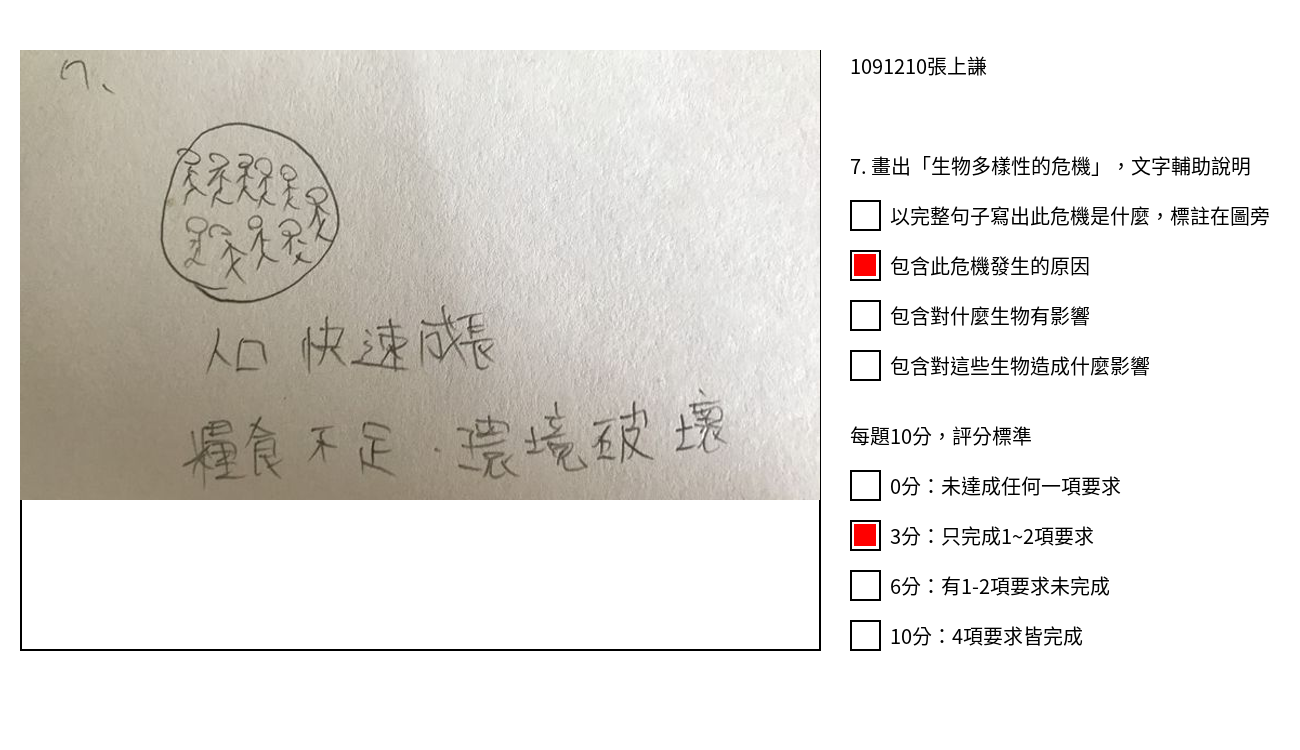 7、
人口 快速成長
糧食不足．環境破壞
1091210張上謙
7. 畫出「生物多樣性的危機」，文字輔助說明
以完整句子寫出此危機是什麼，標註在圖旁
包含此危機發生的原因
包含對什麼生物有影響
包含對這些生物造成什麼影響
每題10分，評分標準
0分：未達成任何一項要求
3分：只完成1~2項要求
6分：有1-2項要求未完成
10分：4項要求皆完成